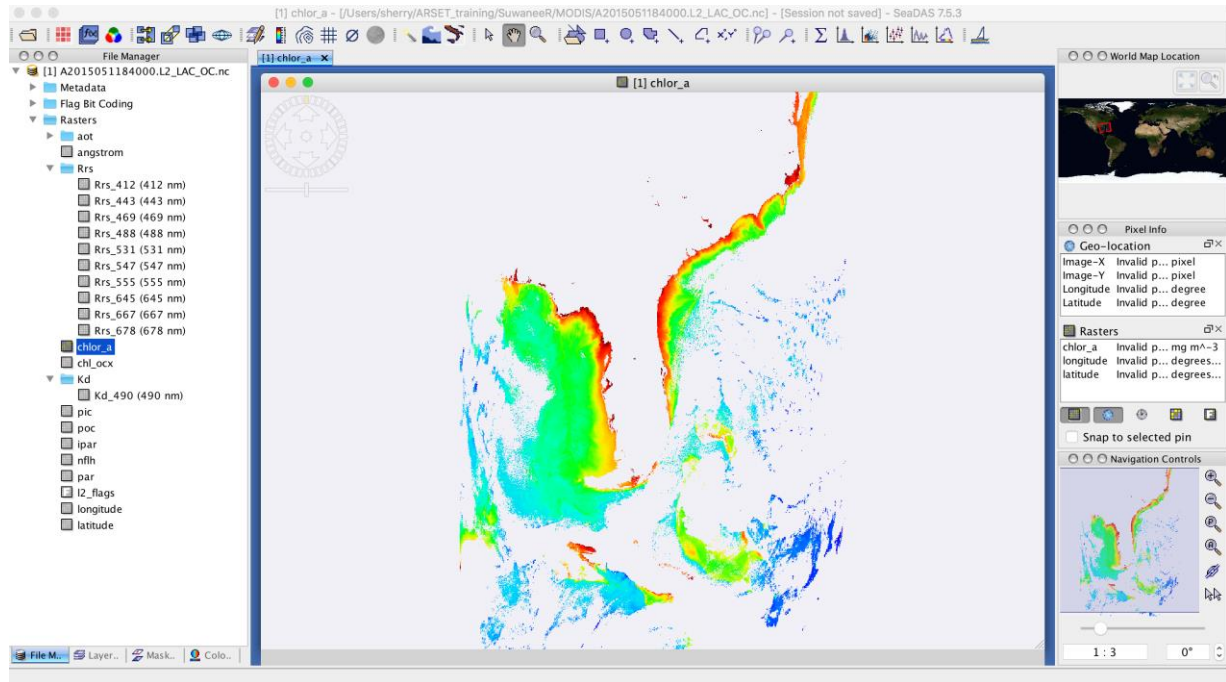 [1] chlor_a - [/Users/sherry/ARSET_training/SuwaneeR/MODIS/A2015051184000.L2_LAC_OC.nc] - [Session not saved] - SeaDAS 7.5.3
File Manager
[1] A2015051184000.L2_LAC_OC.nc
Metadata
Flag Bit Coding
Rasters
aot
angstrom
Rrs
Rrs_412 (412 nm)
Rrs_443 (443 nm)
Rrs_469 (469 nm)
Rrs_488 (488 nm)
Rrs_531 (531 nm)
Rrs_547 (547 nm)
Rrs_555 (555 nm)
Rrs_645 (645 nm)
Rrs_667 (667 nm)
Rrs_678 (678 nm)
chlor_a
chl_ocx
Kd
Kd_490 (490 nm)
pic
poc
ipar
nflh
par
l2_flags
longitude
latitude
File M..
Layer..
Mask..
Colo..
[1] chlor_a
[1] chlor_a
World Map Location
Pixel Info
Geo-location
Image-X Invalid p... pixel
Image-Y Invalid p... pixel
Longitude Invalid p... degree
Latitude Invalid p... degree
Rasters
chlor_a Invalid p... mg m^-3
longitude Invalid p... degrees...
latitude Invalid p... degrees...
Snap to selected pin
Navigation Controls
1 : 3
0°